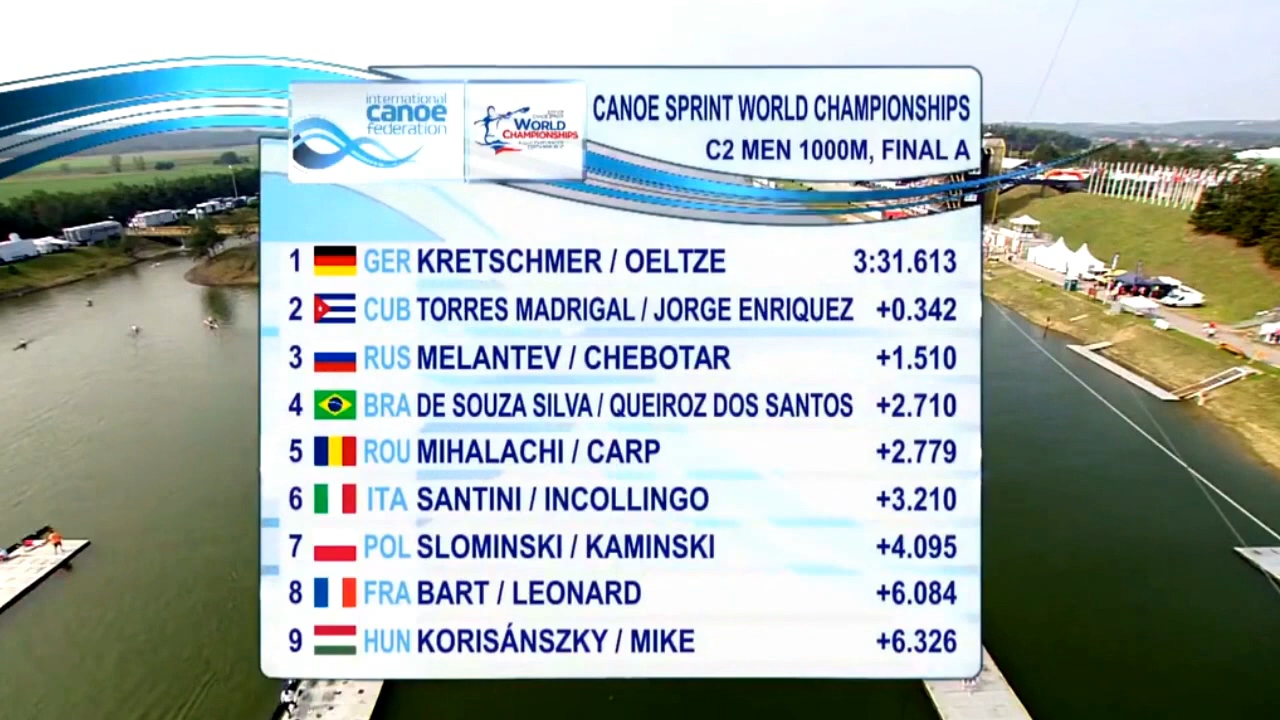 international
canoe
federation
WORLD
CHAMPIONSHIPS
CANOE SPRINT WORLD CHAMPIONSHIPS
C2 MEN 1000M, FINAL A
1 GER KRETSCHMER / OELTZE 3:31.613
2 CUB TORRES MADRIGAL / JORGE ENRIQUEZ +0.342
3 RUS MELANTEV / CHEBOTAR +1.510
4 BRA DE SOUZA SILVA / QUEIROZ DOS SANTOS +2.710
5 ROU MIHALACHI / CARP +2.779
6 ITA SANTINI / INCOLLINGO +3.210
7 POL SLOMINSKI / KAMINSKI +4.095
8 FRA BART / LEONARD +6.084
9 HUN KORISÁNSZKY / MIKE +6.326